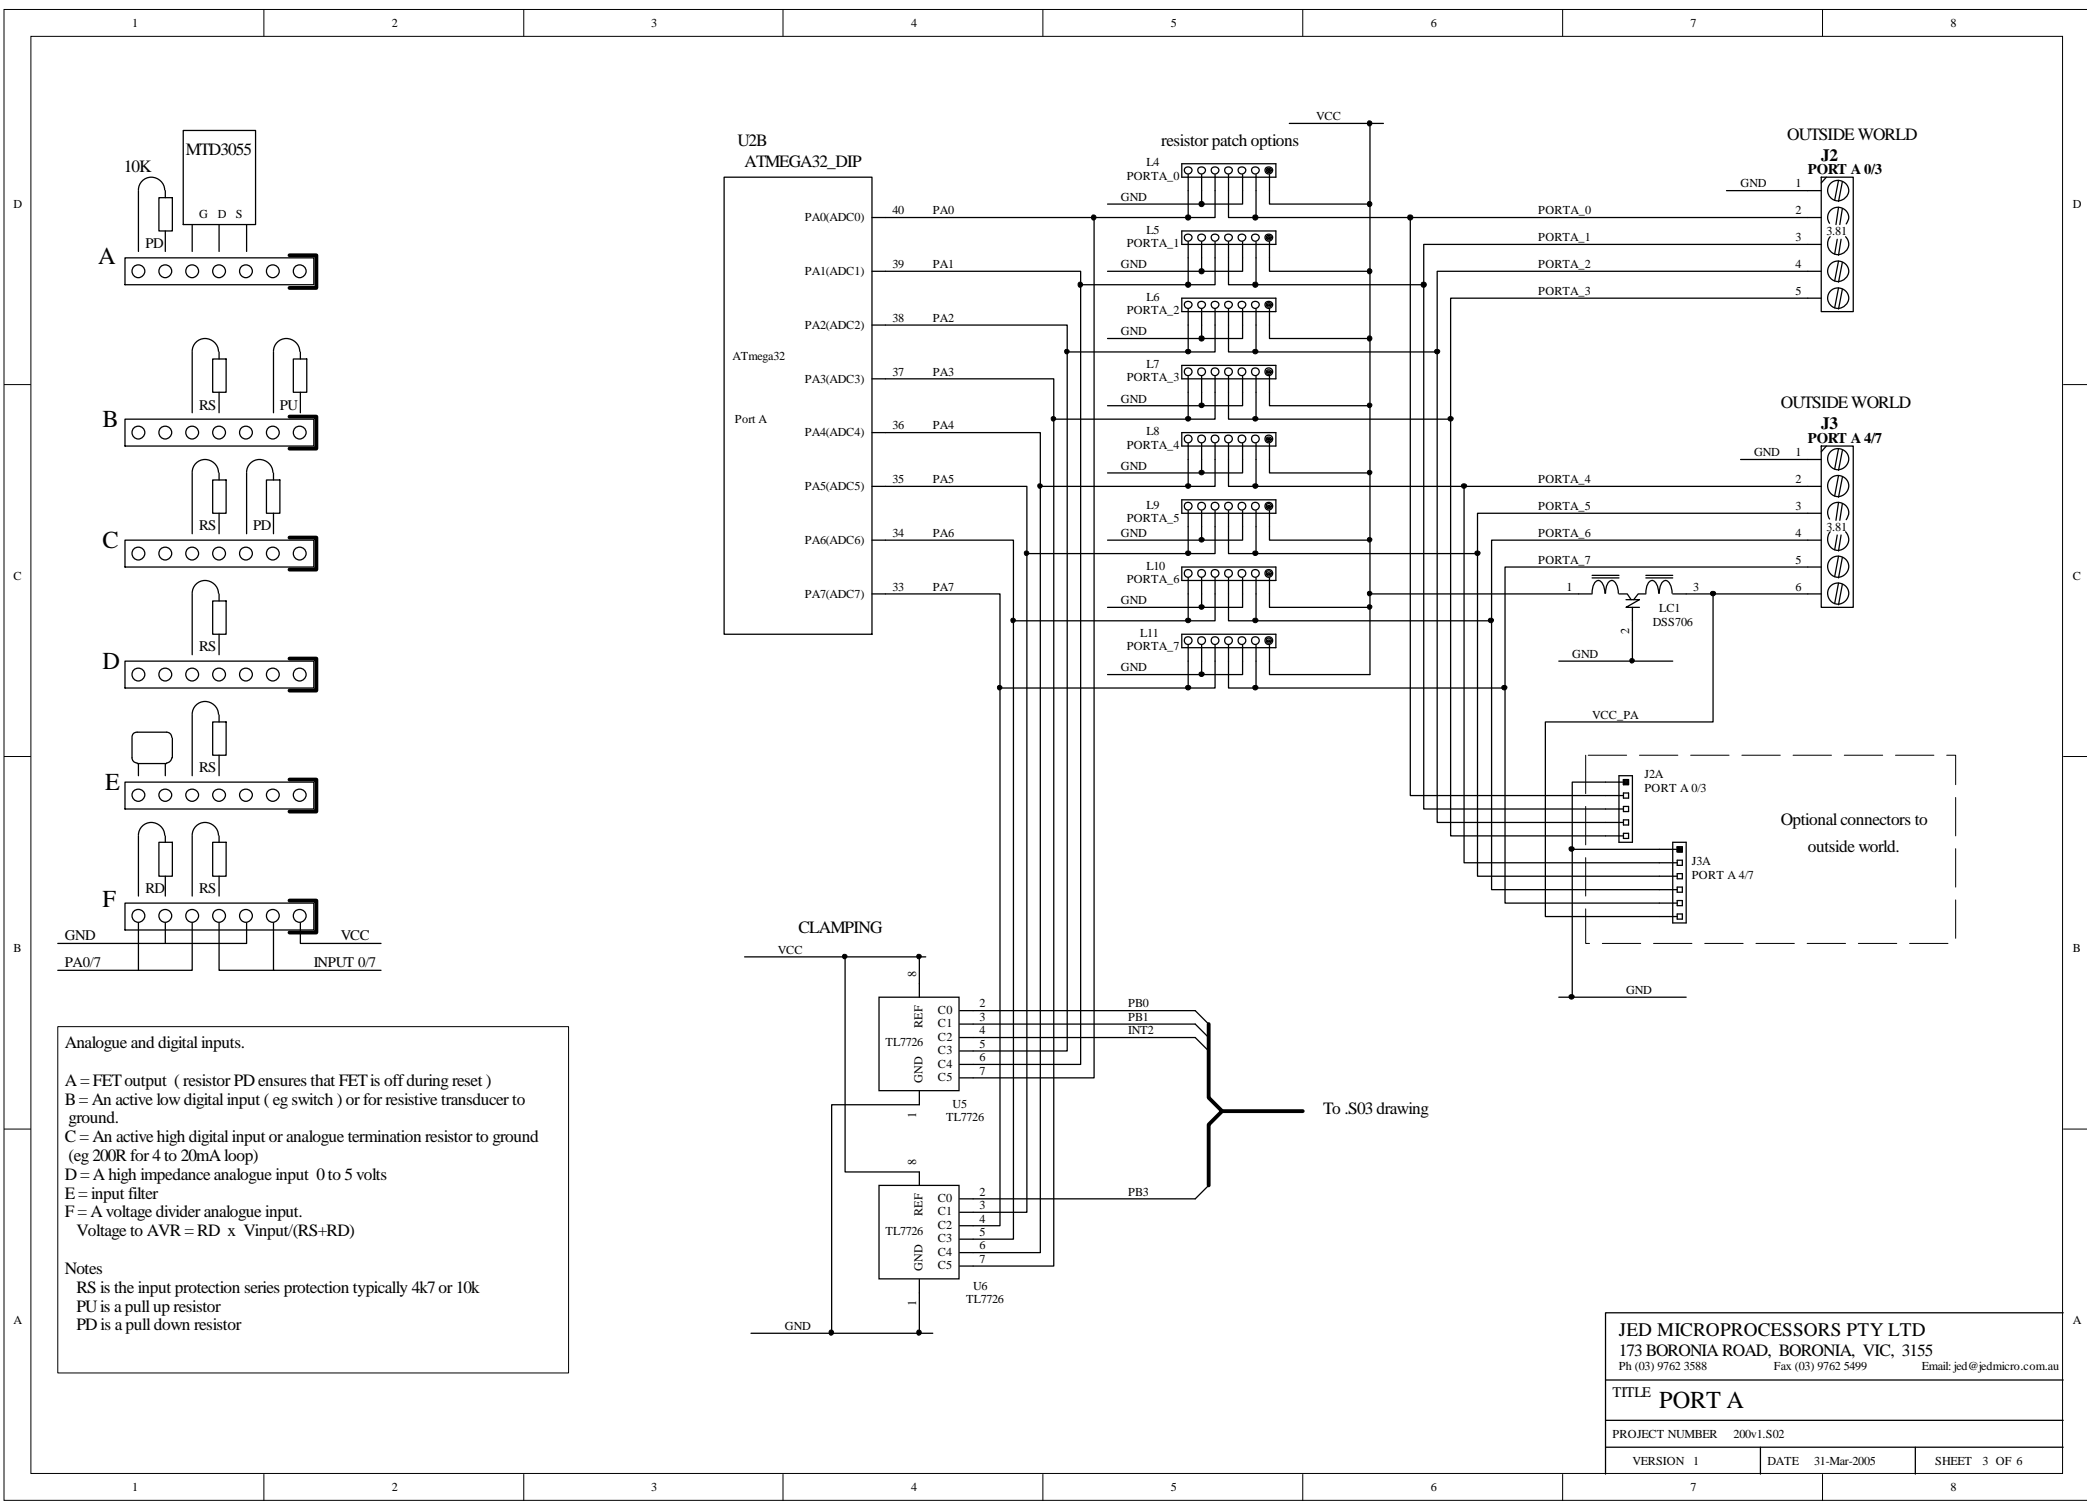 1 2 3 4 5 6 7 8
D
C
B
A
MTD3055
10K
G D S
PD
A
RS
PU
B
RS
PD
C
RS
D
RS
E
RD
RS
F
GND
VCC
PA0/7
INPUT 0/7
Analogue and digital inputs.
A = FET output ( resistor PD ensures that FET is off during reset )
B = An active low digital input ( eg switch ) or for resistive transducer to
ground.
C = An active high digital input or analogue termination resistor to ground
(eg 200R for 4 to 20mA loop)
D = A high impedance analogue input 0 to 5 volts
E = input filter
F = A voltage divider analogue input.
Voltage to AVR = RD x Vinput/(RS+RD)
Notes
RS is the input protection series protection typically 4k7 or 10k
PU is a pull up resistor
PD is a pull down resistor
U2B
ATMEGA32_DIP
PA0(ADC0) 40 PA0
PA1(ADC1) 39 PA1
PA2(ADC2) 38 PA2
ATmega32
PA3(ADC3) 37 PA3
Port A
PA4(ADC4) 36 PA4
PA5(ADC5) 35 PA5
PA6(ADC6) 34 PA6
PA7(ADC7) 33 PA7
VCC
resistor patch options
L4
PORTA_0
GND
L5
PORTA_1
GND
L6
PORTA_2
GND
L7
PORTA_3
GND
L8
PORTA_4
GND
L9
PORTA_5
GND
L10
PORTA_6
GND
L11
PORTA_7
GND
OUTSIDE WORLD
J2
PORT A 0/3
GND 1
PORTA_0 2
3.81
PORTA_1 3
PORTA_2 4
PORTA_3 5
OUTSIDE WORLD
J3
PORT A 4/7
GND 1
PORTA_4 2
PORTA_5 3
3.81
PORTA_6 4
PORTA_7 5
1 3 6
LC1
DSS706
2
GND
VCC_PA
J2A
PORT A 0/3
Optional connectors to
outside world.
J3A
PORT A 4/7
GND
CLAMPING
VCC
8
REF
TL7726
GND
C0 2 PB0
C1 3 PB1
C2 4 INT2
C3 5
C4 6
C5 7
1
U5
TL7726
To .S03 drawing
8
REF
TL7726
GND
C0 2 PB3
C1 3
C2 4
C3 5
C4 6
C5 7
1
U6
TL7726
GND
JED MICROPROCESSORS PTY LTD
173 BORONIA ROAD, BORONIA, VIC, 3155
Ph (03) 9762 3588 Fax (03) 9762 5499 Email: jed@jedmicro.com.au
TITLE PORT A
PROJECT NUMBER 200v1.S02
VERSION 1 DATE 31-Mar-2005 SHEET 3 OF 6
D
C
B
A
1 2 3 4 5 6 7 8